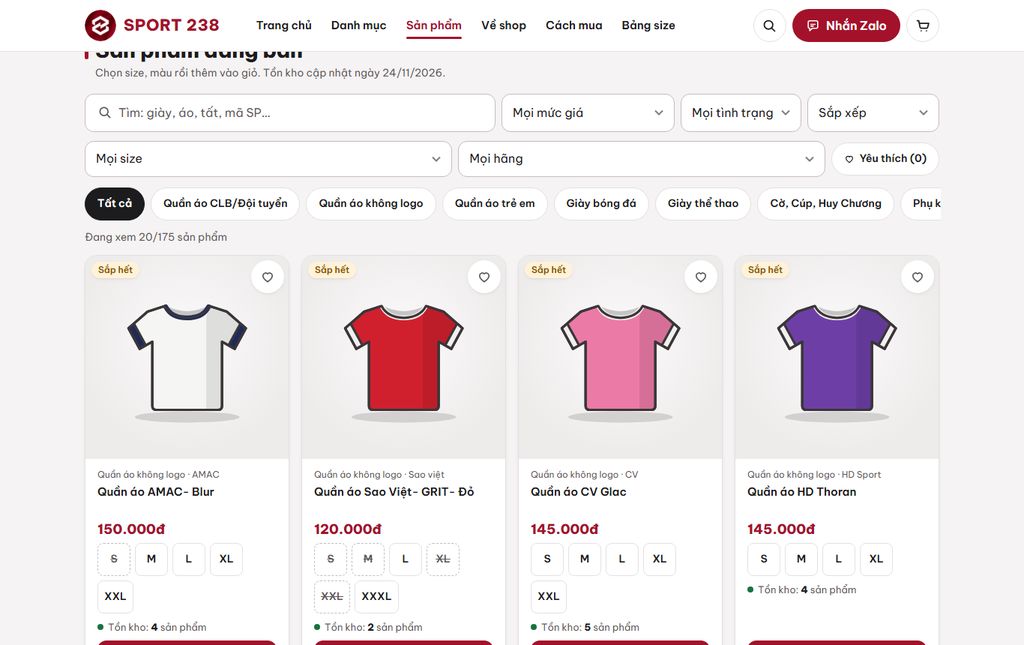 SPORT 238
Trang chủ
Danh mục
Sản phẩm
Về shop
Cách mua
Bảng size
Nhắn Zalo
Sản phẩm đang bán
Chọn size, màu rồi thêm vào giỏ. Tồn kho cập nhật ngày 24/11/2026.
Tìm: giày, áo, tất, mã SP...
Mọi mức giá
Mọi tình trạng
Sắp xếp
Mọi size
Mọi hãng
Yêu thích (0)
Tất cả
Quần áo CLB/Đội tuyển
Quần áo không logo
Quần áo trẻ em
Giày bóng đá
Giày thể thao
Cờ, Cúp, Huy Chương
Phụ k
Đang xem 20/175 sản phẩm
Sắp hết
Sắp hết
Sắp hết
Sắp hết
Quần áo không logo · AMAC
Quần áo AMAC- Blur
150.000đ
S M L XL
XXL
Tồn kho: 4 sản phẩm
Quần áo không logo · Sao việt
Quần áo Sao Việt- GRIT- Đỏ
120.000đ
S M L XL
XXL XXXL
Tồn kho: 2 sản phẩm
Quần áo không logo · CV
Quần áo CV Glac
145.000đ
S M L XL
XXL
Tồn kho: 5 sản phẩm
Quần áo không logo · HD Sport
Quần áo HD Thoran
145.000đ
S M L XL
Tồn kho: 4 sản phẩm